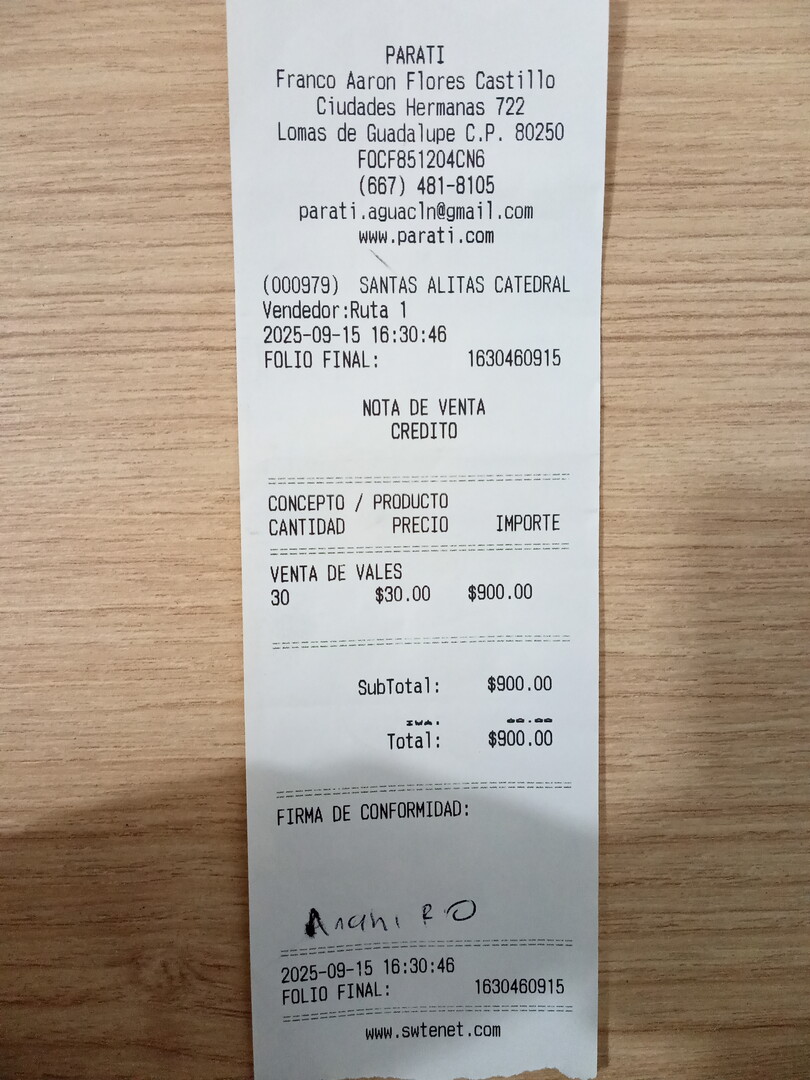 PARATI
Franco Aaron Flores Castillo
Ciudades Hermanas 722
Lomas de Guadalupe C.P. 80250
FOCF851204CN6
(667) 481-8105
parati.aguacln@gmail.com
www.parati.com
(000979) SANTAS ALITAS CATEDRAL
Vendedor:Ruta 1
2025-09-15 16:30:46
FOLIO FINAL: 1630460915
NOTA DE VENTA
CREDITO
CONCEPTO / PRODUCTO
CANTIDAD PRECIO IMPORTE
VENTA DE VALES
30 $30.00 $900.00
SubTotal: $900.00
Total: $900.00
FIRMA DE CONFORMIDAD:
2025-09-15 16:30:46
FOLIO FINAL: 1630460915
www.swtenet.com